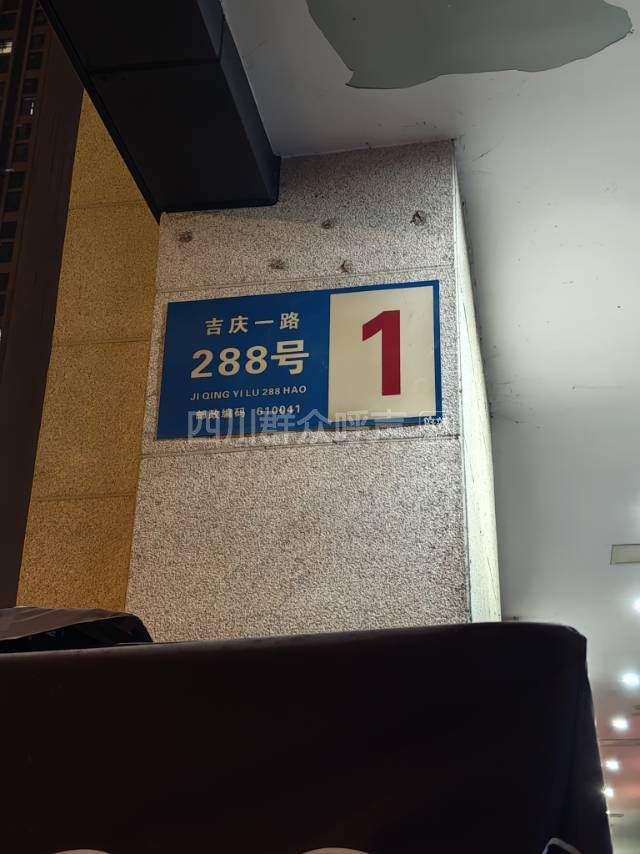 吉庆一路
288号
1
JI QING YI LU 288 HAO
邮政编码 610041
四川群众呼声